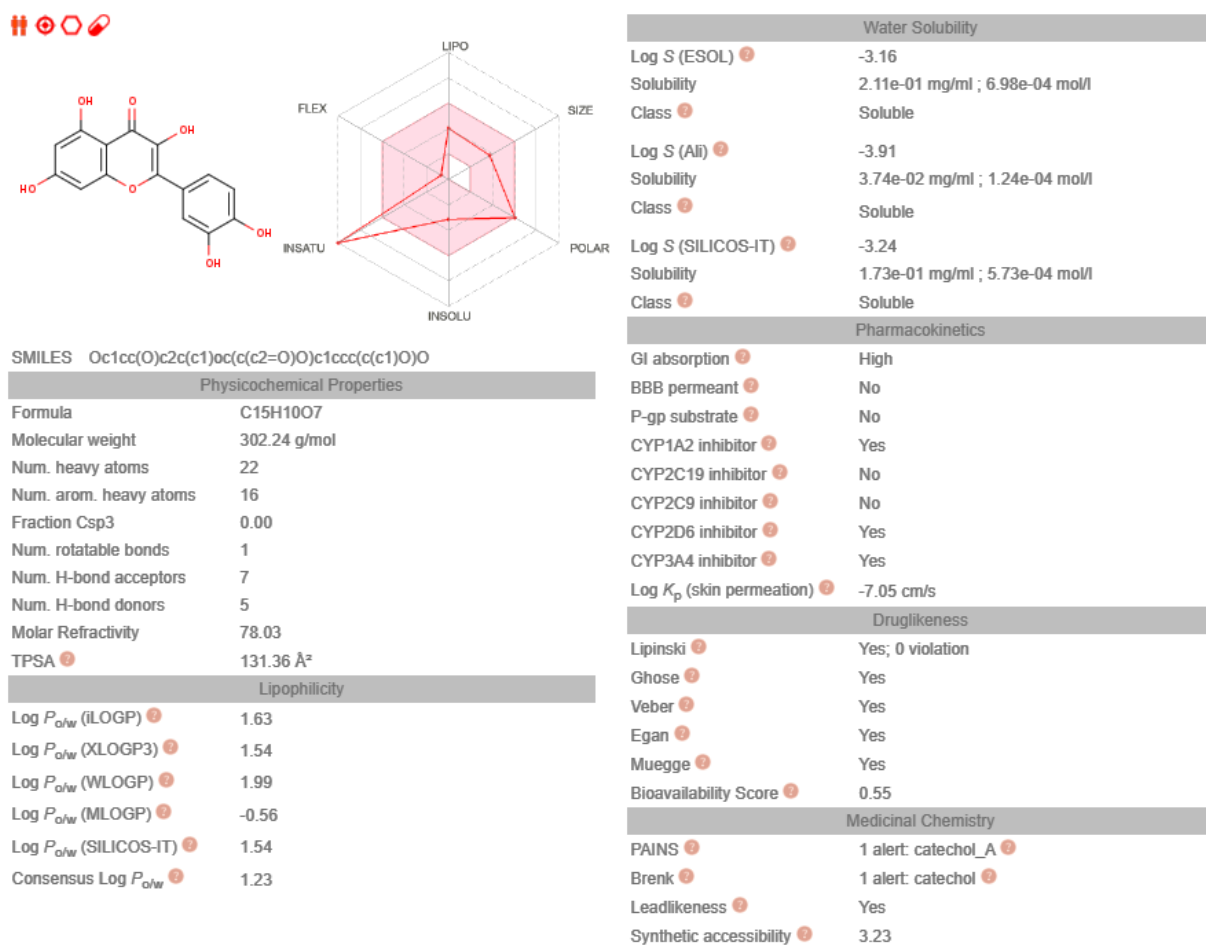 OH
O
OH
HO
O
OH
OH
LIPO
FLEX
SIZE
INSATU
POLAR
INSOLU
SMILES Oc1cc(O)c2c(c1)oc(c(c2=O)O)c1ccc(c(c1)O)O
Physicochemical Properties
Formula C15H10O7
Molecular weight 302.24 g/mol
Num. heavy atoms 22
Num. arom. heavy atoms 16
Fraction Csp3 0.00
Num. rotatable bonds 1
Num. H-bond acceptors 7
Num. H-bond donors 5
Molar Refractivity 78.03
TPSA ? 131.36 Å²
Lipophilicity
Log Po/w (iLOGP) ? 1.63
Log Po/w (XLOGP3) ? 1.54
Log Po/w (WLOGP) ? 1.99
Log Po/w (MLOGP) ? -0.56
Log Po/w (SILICOS-IT) ? 1.54
Consensus Log Po/w ? 1.23
Water Solubility
Log S (ESOL) ? -3.16
Solubility 2.11e-01 mg/ml ; 6.98e-04 mol/l
Class ? Soluble
Log S (Ali) ? -3.91
Solubility 3.74e-02 mg/ml ; 1.24e-04 mol/l
Class ? Soluble
Log S (SILICOS-IT) ? -3.24
Solubility 1.73e-01 mg/ml ; 5.73e-04 mol/l
Class ? Soluble
Pharmacokinetics
GI absorption ? High
BBB permeant ? No
P-gp substrate ? No
CYP1A2 inhibitor ? Yes
CYP2C19 inhibitor ? No
CYP2C9 inhibitor ? No
CYP2D6 inhibitor ? Yes
CYP3A4 inhibitor ? Yes
Log Kp (skin permeation) ? -7.05 cm/s
Druglikeness
Lipinski ? Yes; 0 violation
Ghose ? Yes
Veber ? Yes
Egan ? Yes
Muegge ? Yes
Bioavailability Score ? 0.55
Medicinal Chemistry
PAINS ? 1 alert: catechol_A ?
Brenk ? 1 alert: catechol ?
Leadlikeness ? Yes
Synthetic accessibility ? 3.23